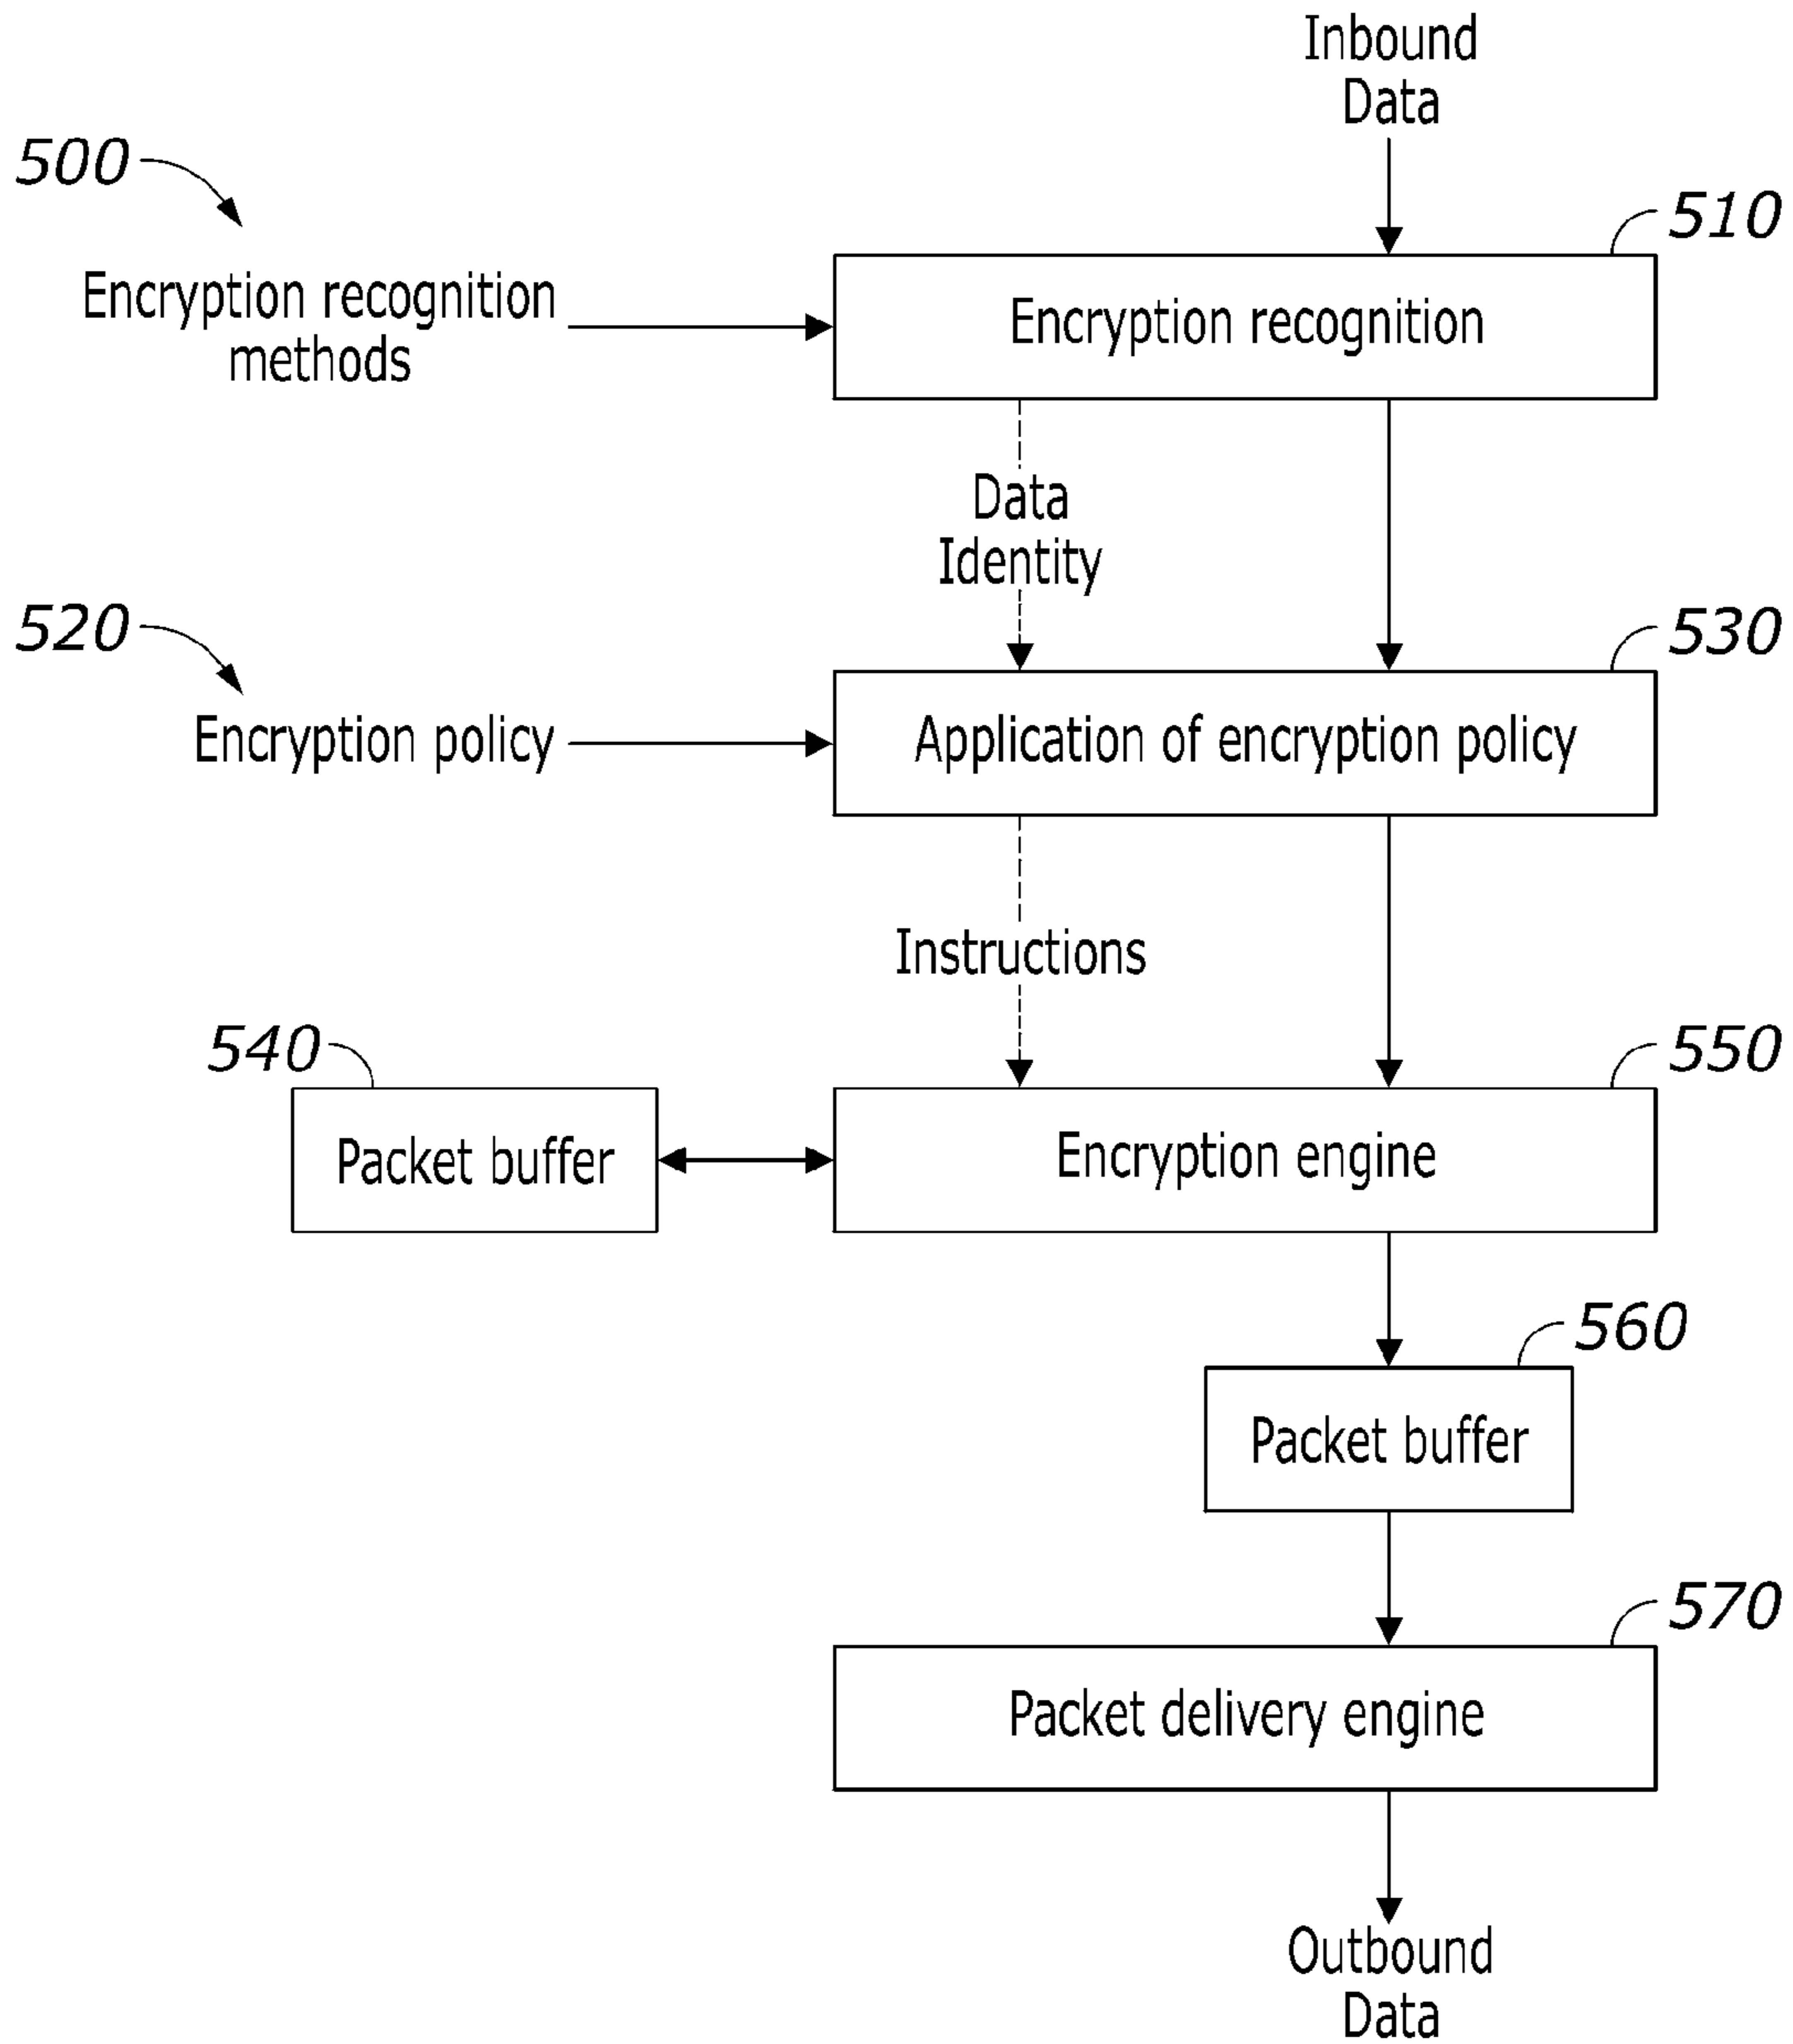 Inbound
Data
500
510
Encryption recognition
methods
Encryption recognition
Data
Identity
520
530
Encryption policy
Application of encryption policy
Instructions
540
550
Packet buffer
Encryption engine
560
Packet buffer
570
Packet delivery engine
Outbound
Data